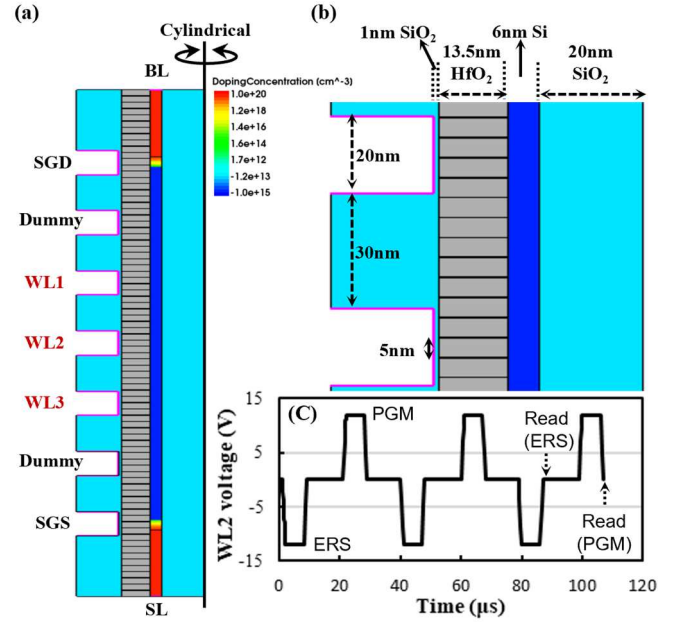 (a)
Cylindrical
BL
DopingConcentration (cm^-3)
1.0e+20
1.4e+16
1.8e+14
1.7e+12
-1.2e+13
-1.0e+15
SGD
Dummy
WL1
WL2
WL3
Dummy
SGS
SL
(b)
1nm SiO₂
13.5nm
HfO₂
6nm Si
20nm
SiO₂
20nm
30nm
5nm
(C)
WL2 voltage (V)
15
5
-5
-15
PGM
ERS
Read
(ERS)
Read
(PGM)
0 20 40 60 80 100 120
Time (µs)